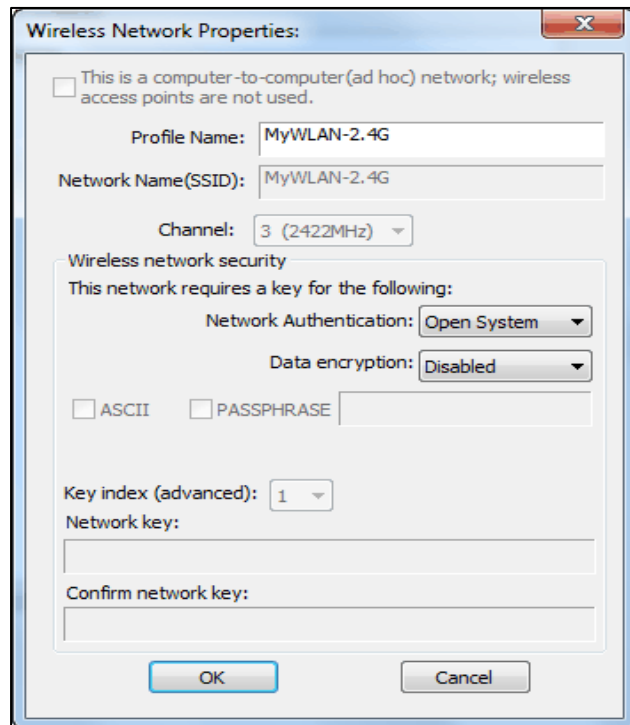 Wireless Network Properties:
This is a computer-to-computer(ad hoc) network; wireless
access points are not used.
Profile Name: MyWLAN-2.4G
Network Name(SSID): MyWLAN-2.4G
Channel: 3 (2422MHz)
Wireless network security
This network requires a key for the following:
Network Authentication: Open System
Data encryption: Disabled
ASCII PASSPHRASE
Key index (advanced): 1
Network key:
Confirm network key:
OK Cancel